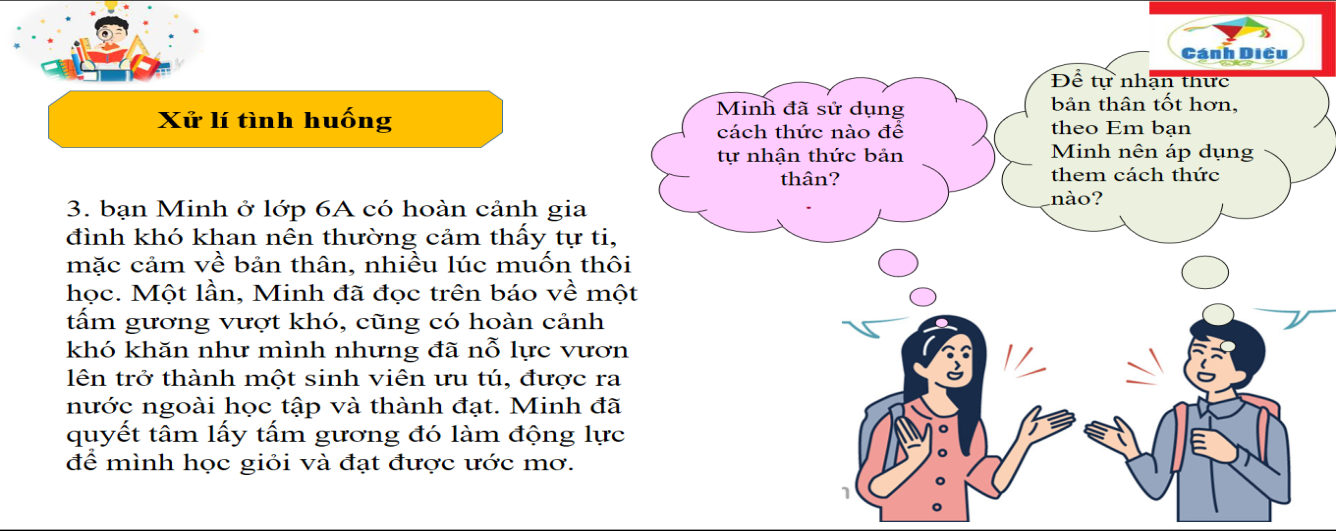 Cánh Diều
Xử lí tình huống
3. bạn Minh ở lớp 6A có hoàn cảnh gia
đình khó khan nên thường cảm thấy tự ti,
mặc cảm về bản thân, nhiều lúc muốn thôi
học. Một lần, Minh đã đọc trên báo về một
tấm gương vượt khó, cũng có hoàn cảnh
khó khăn như mình nhưng đã nỗ lực vươn
lên trở thành một sinh viên ưu tú, được ra
nước ngoài học tập và thành đạt. Minh đã
quyết tâm lấy tấm gương đó làm động lực
để mình học giỏi và đạt được ước mơ.
Minh đã sử dụng
cách thức nào để
tự nhận thức bản
thân?
Để tự nhận thức
bản thân tốt hơn,
theo Em bạn
Minh nên áp dụng
them cách thức
nào?